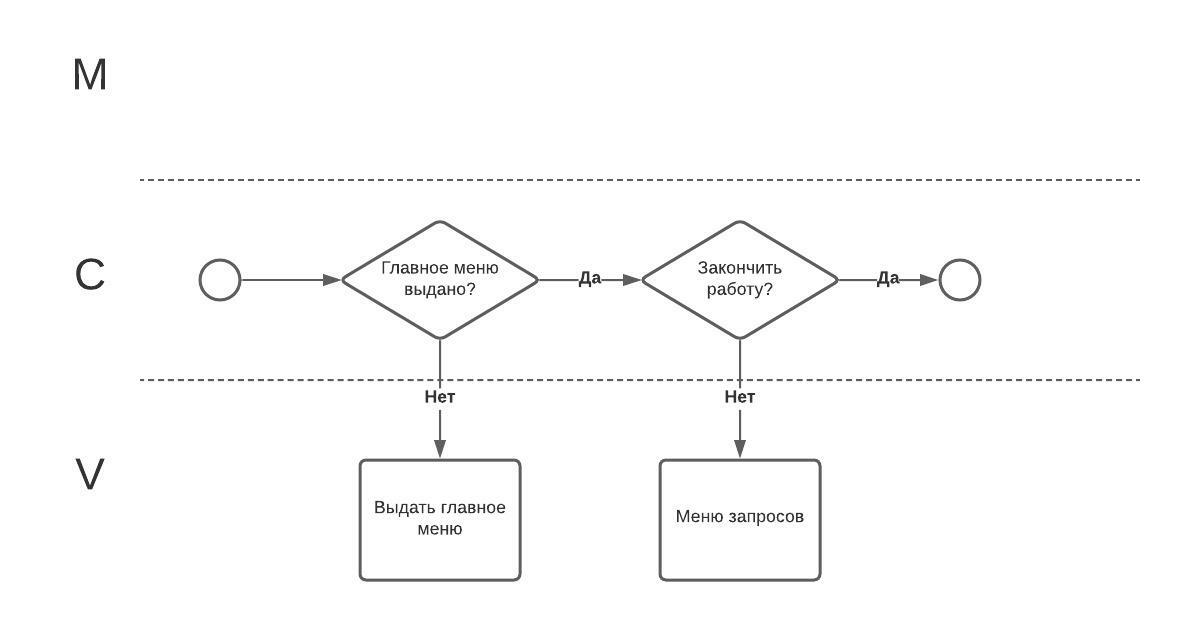 M
C
Главное меню
выдано?
Да
Закончить
работу?
Да
Нет
Нет
V
Выдать главное
меню
Меню запросов